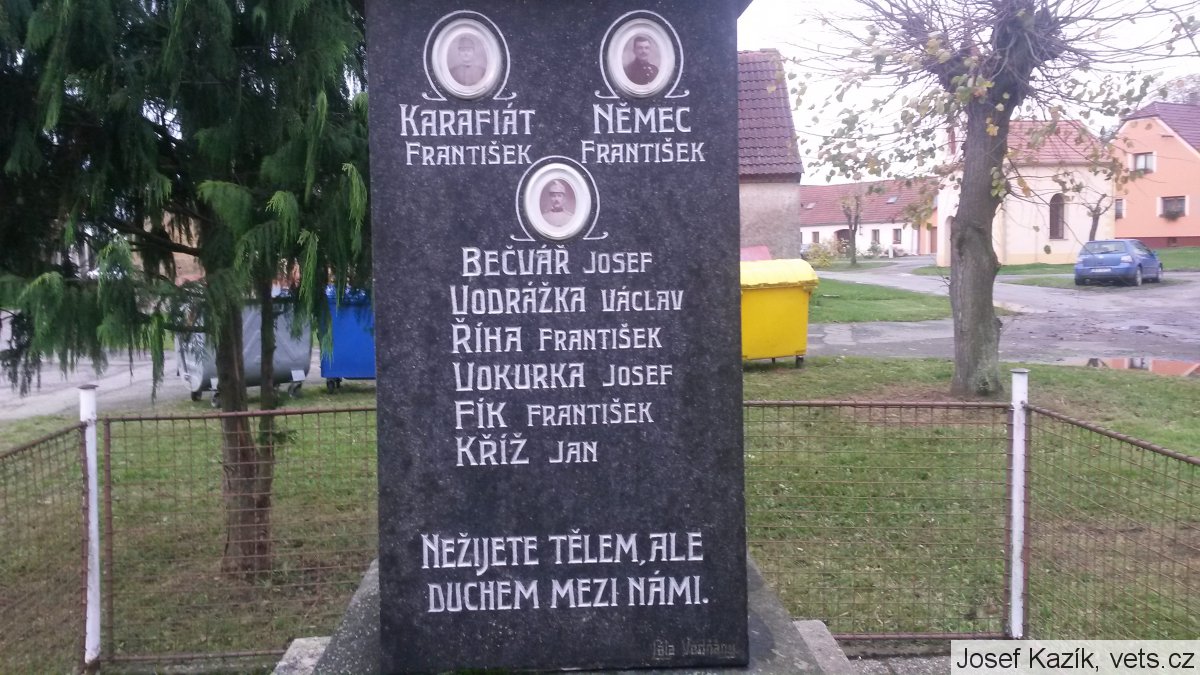 KARAFIÁT NĚMEC
FRANTIŠEK FRANTIŠEK
BEČVÁŘ JOSEF
VODRÁŽKA VÁCLAV
ŘÍHA FRANTIŠEK
VOKURKA JOSEF
FÍK FRANTIŠEK
KŘÍŽ JAN
NEŽIJETE TĚLEM, ALE
DUCHEM MEZI NÁMI.
Josef Kazík, vets.cz